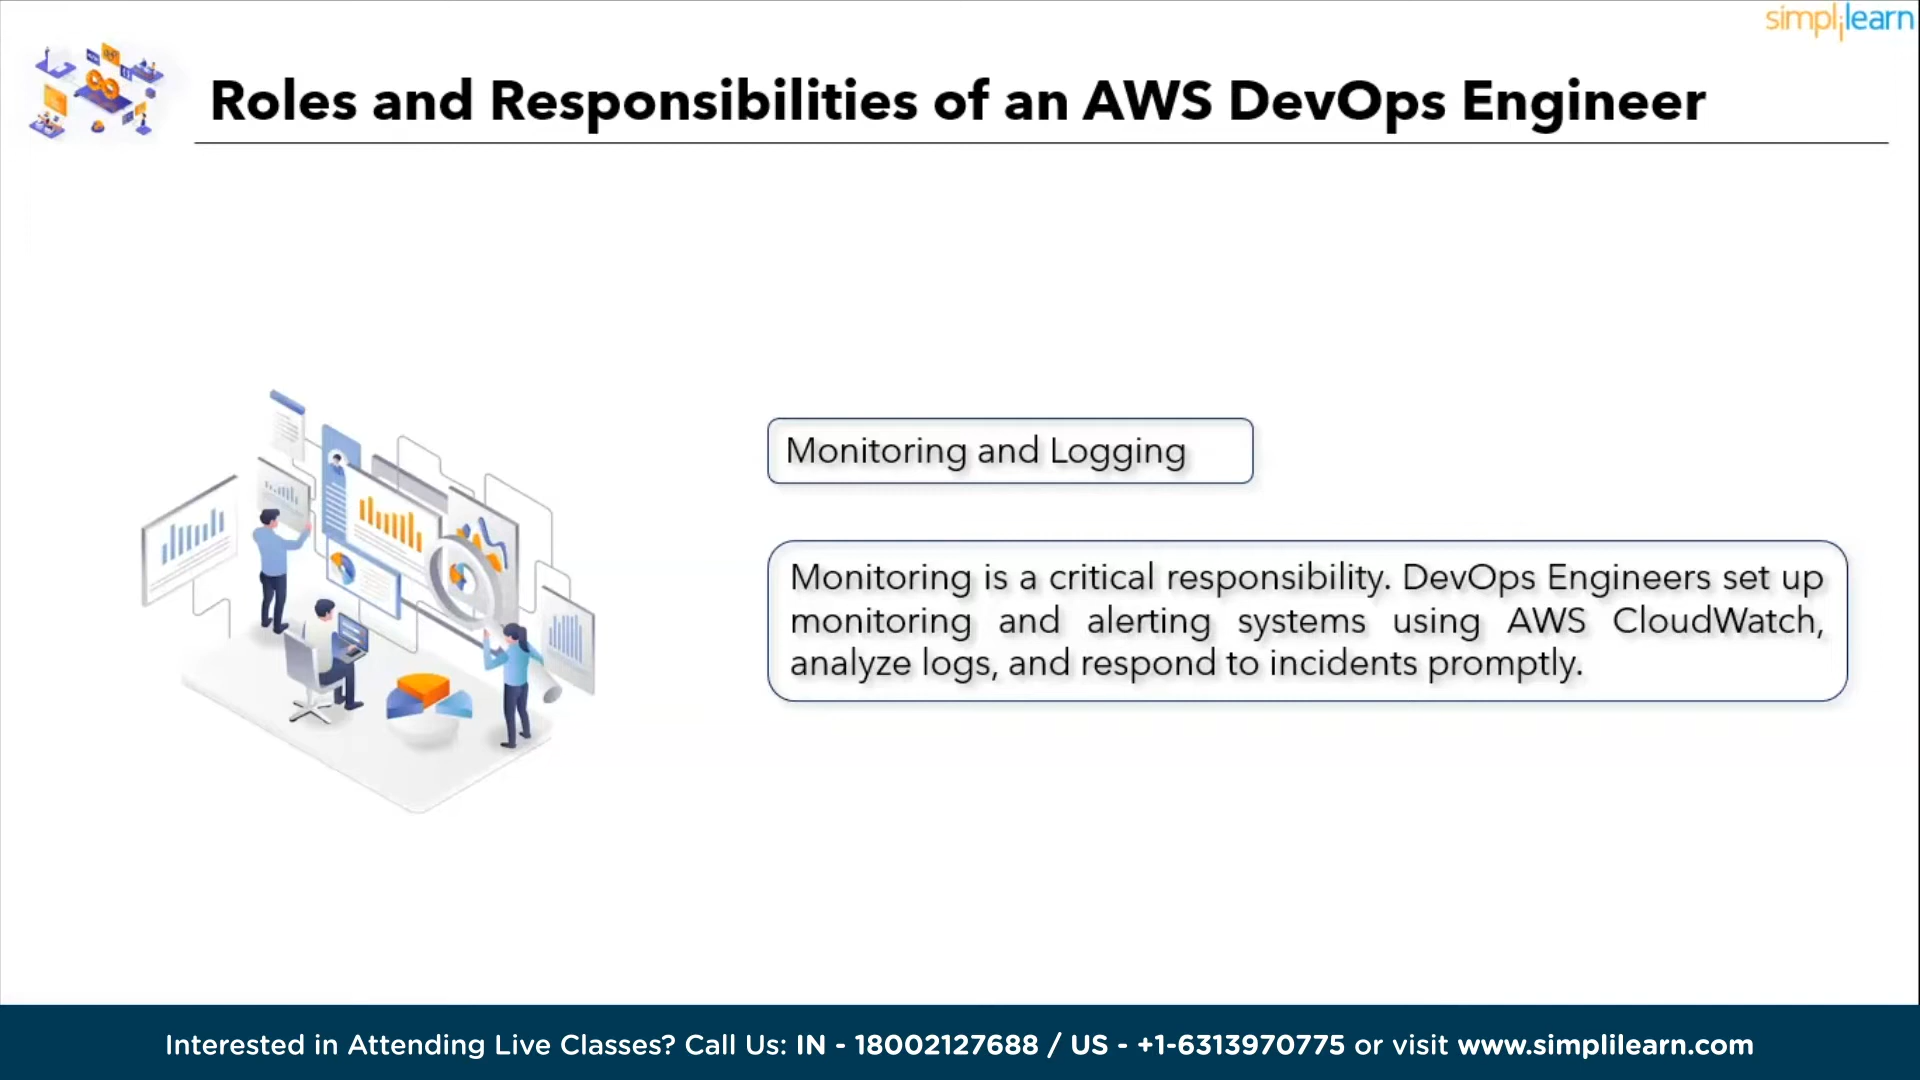 simplilearn
Roles and Responsibilities of an AWS DevOps Engineer
Monitoring and Logging
Monitoring is a critical responsibility. DevOps Engineers set up
monitoring and alerting systems using AWS CloudWatch,
analyze logs, and respond to incidents promptly.
Interested in Attending Live Classes? Call Us: IN - 18002127688 / US - +1-6313970775 or visit www.simplilearn.com